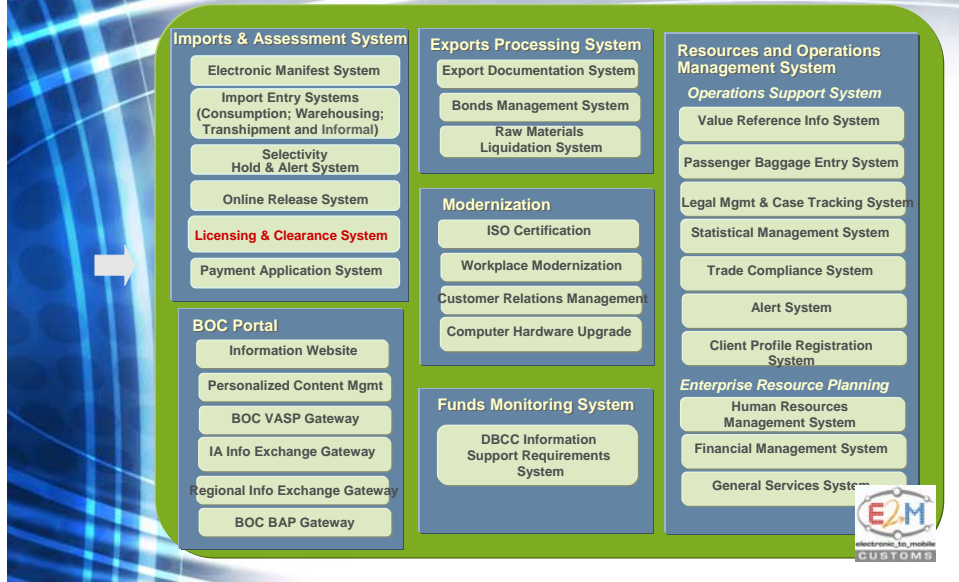 Imports & Assessment System
Electronic Manifest System
Import Entry Systems
(Consumption; Warehousing;
Transhipment and Informal)
Selectivity
Hold & Alert System
Online Release System
Licensing & Clearance System
Payment Application System
BOC Portal
Information Website
Personalized Content Mgmt
BOC VASP Gateway
IA Info Exchange Gateway
Regional Info Exchange Gateway
BOC BAP Gateway
Exports Processing System
Export Documentation System
Bonds Management System
Raw Materials
Liquidation System
Modernization
ISO Certification
Workplace Modernization
Customer Relations Management
Computer Hardware Upgrade
Funds Monitoring System
DBCC Information
Support Requirements
System
Resources and Operations
Management System
Operations Support System
Value Reference Info System
Passenger Baggage Entry System
Legal Mgmt & Case Tracking System
Statistical Management System
Trade Compliance System
Alert System
Client Profile Registration
System
Enterprise Resource Planning
Human Resources
Management System
Financial Management System
General Services System
E2M
electronic_to_mobile
CUSTOMS